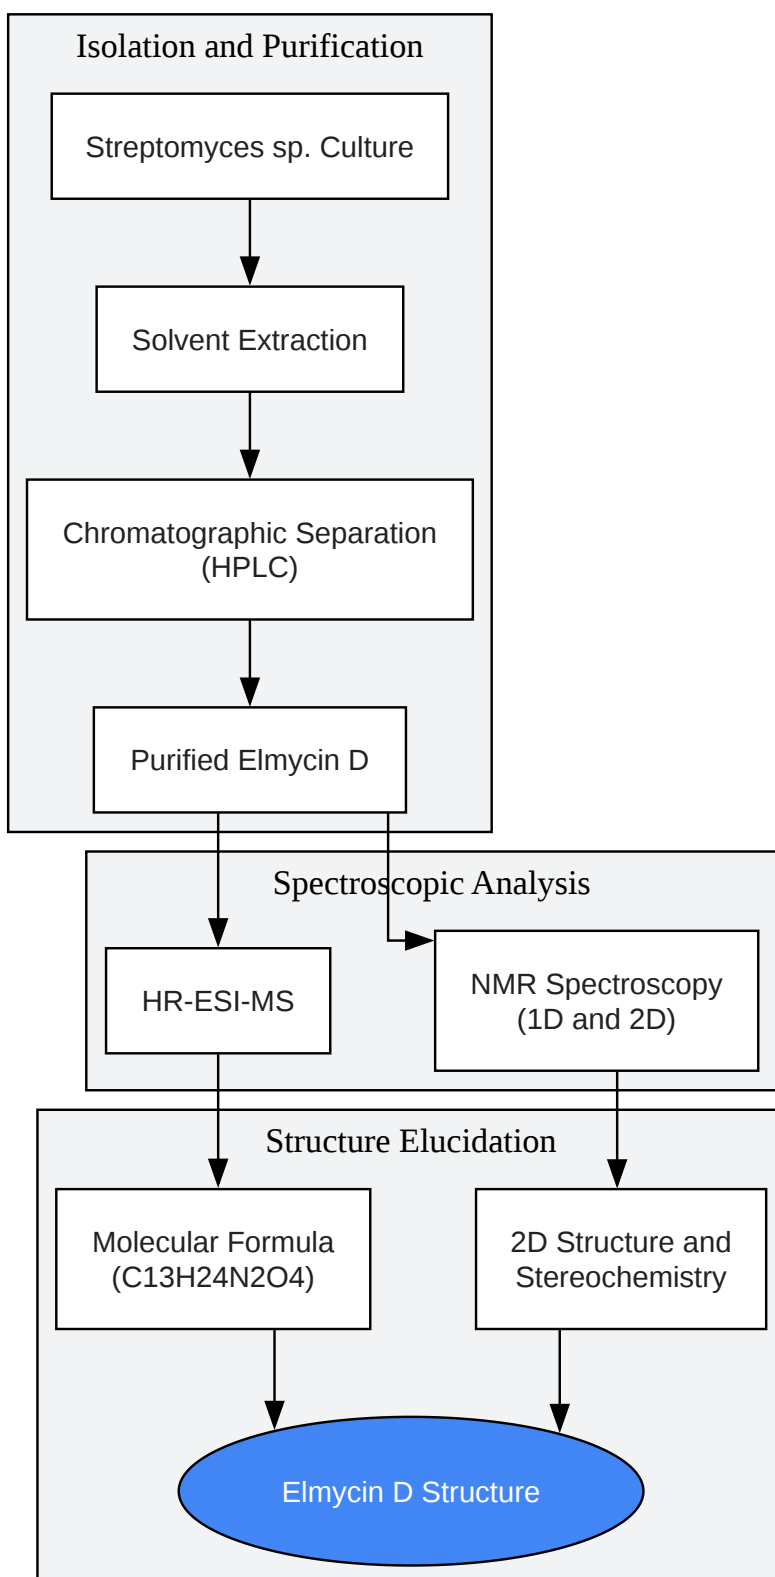 Isolation and Purification
Streptomyces sp. Culture
Solvent Extraction
Chromatographic Separation
(HPLC)
Purified Elmycin D
Spectroscopic Analysis
HR-ESI-MS
NMR Spectroscopy
(1D and 2D)
Structure Elucidation
Molecular Formula
(C13H24N2O4)
2D Structure and
Stereochemistry
Elmycin D Structure